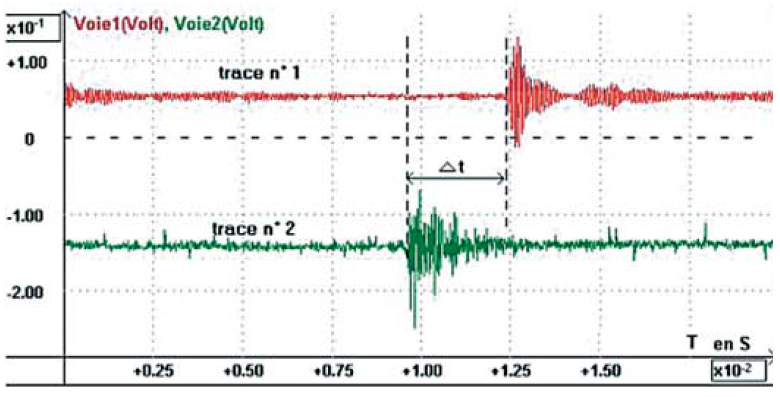 x10⁻¹ Voie1(Volt), Voie2(Volt)
+1.00
trace n° 1
0
Δt
-1.00
trace n° 2
-2.00
T en S
+0.25 +0.50 +0.75 +1.00 +1.25 +1.50 x10⁻²